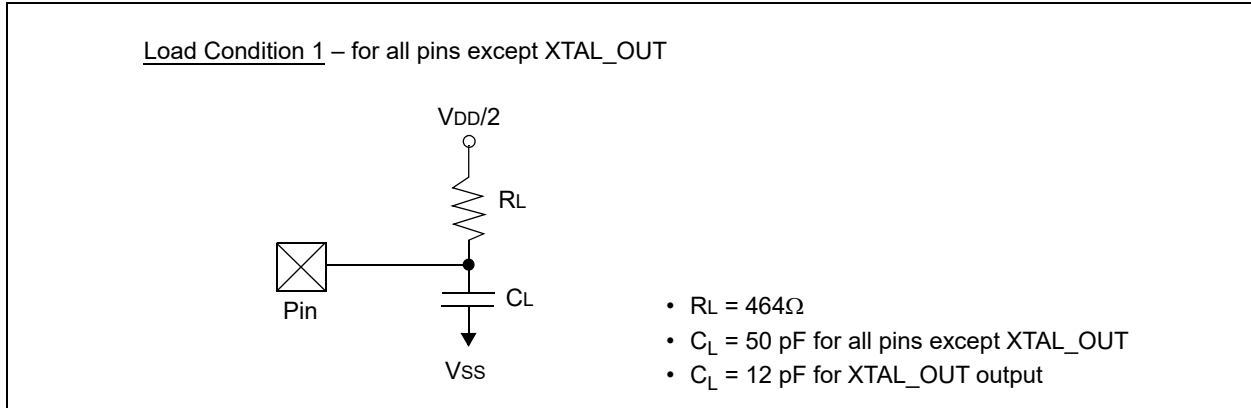 Load Condition 1 – for all pins except XTAL_OUT
VDD/2
RL
Pin
CL
VSS
• RL = 464Ω
• CL = 50 pF for all pins except XTAL_OUT
• CL = 12 pF for XTAL_OUT output